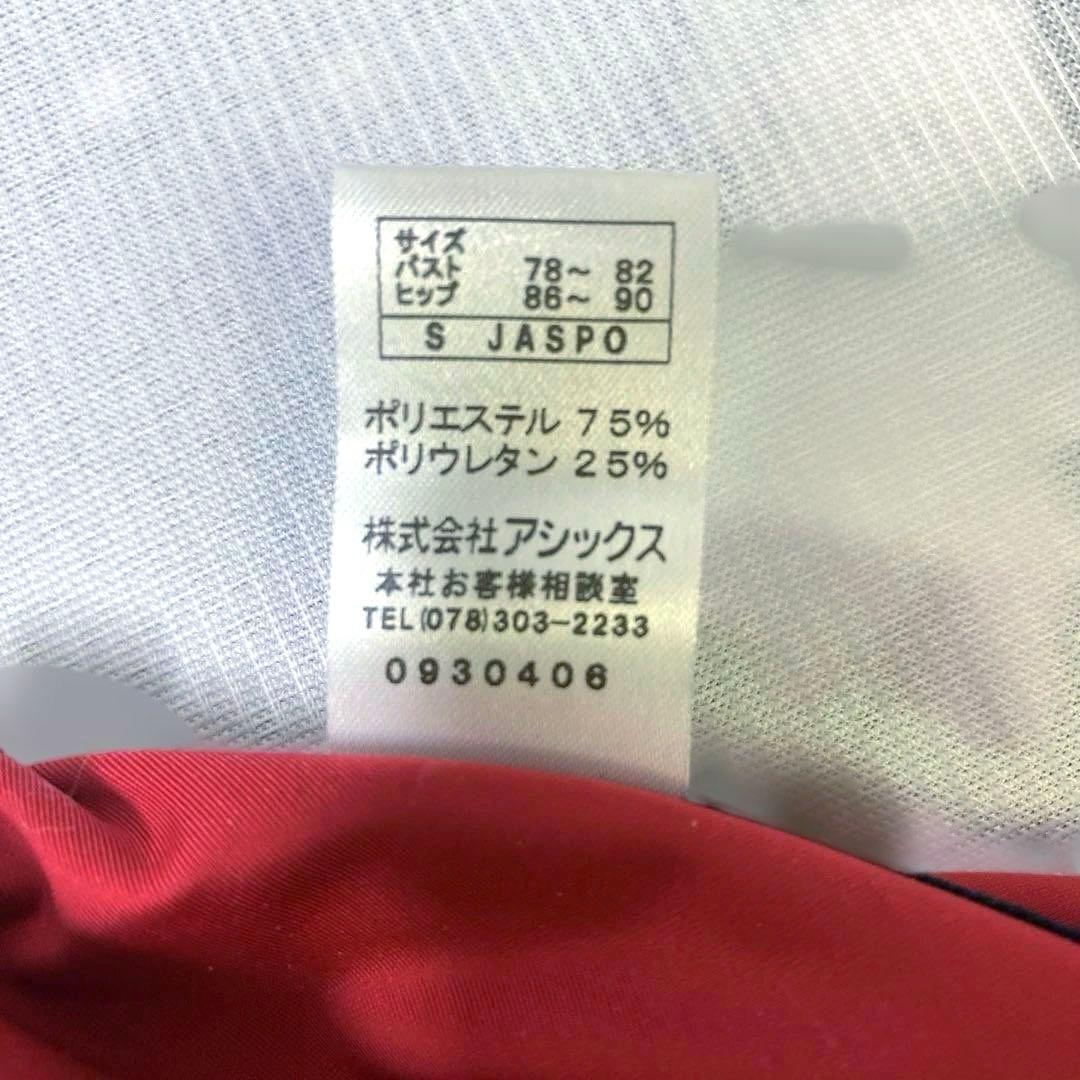 サイズ
バスト 78〜 82
ヒップ 86〜 90
S JASPO
ポリエステル 75%
ポリウレタン 25%
株式会社アシックス
本社お客様相談室
TEL(078)303-2233
0930406